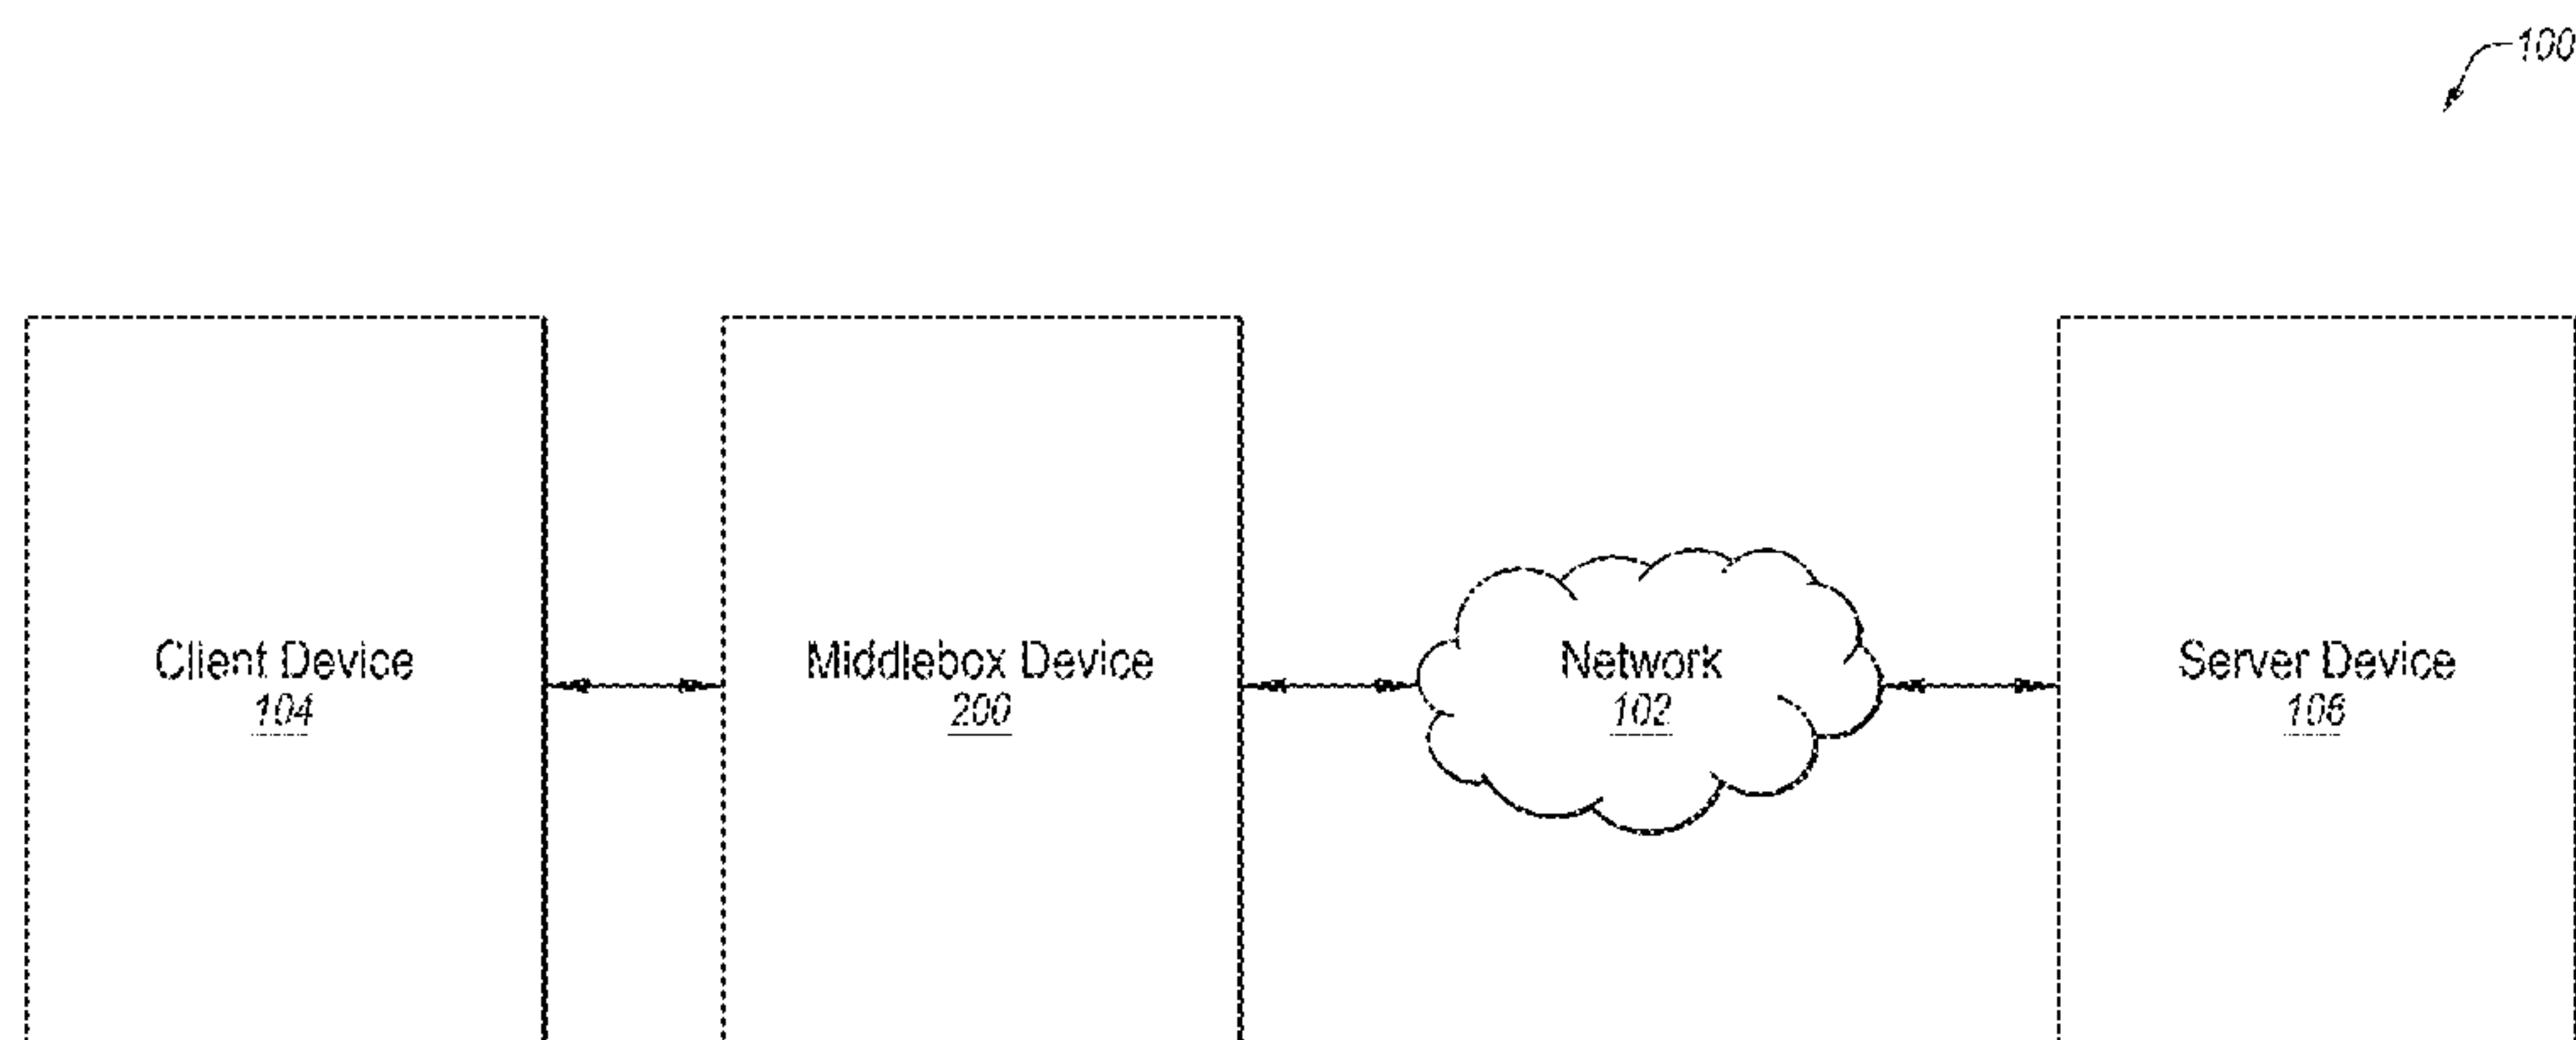 100
Client Device
104
Middlebox Device
200
Network
102
Server Device
106